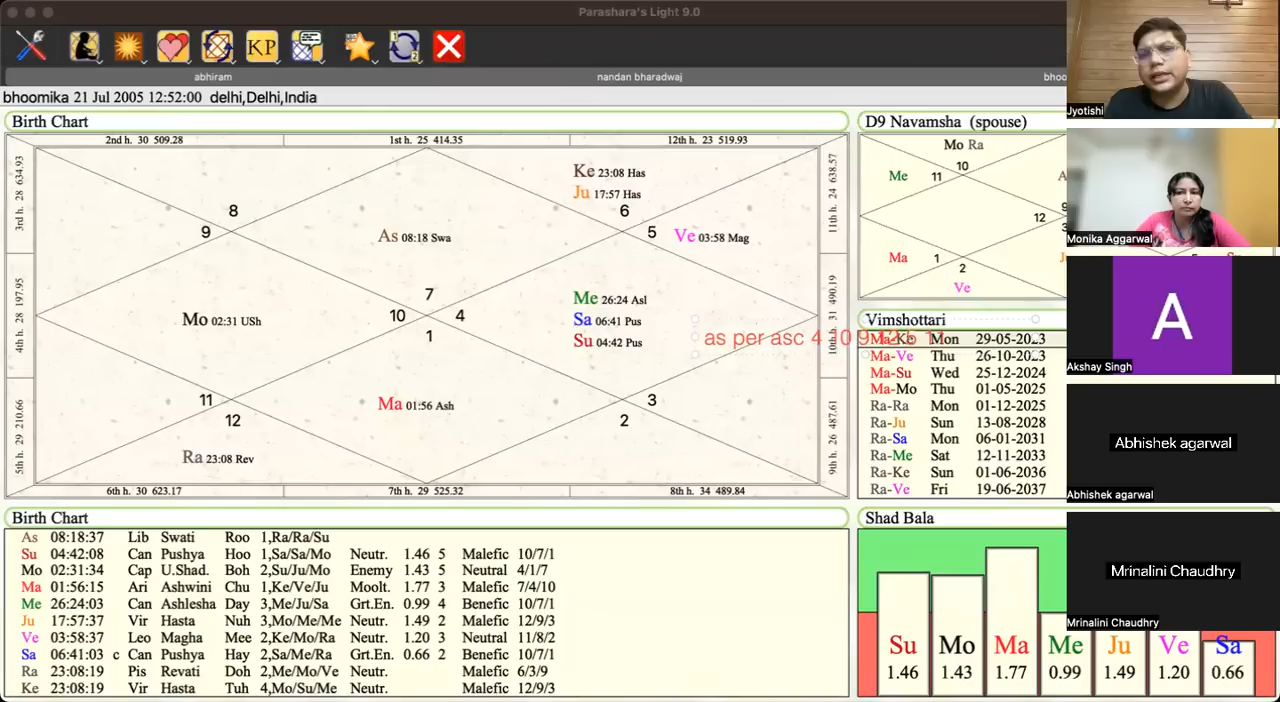 Parashara's Light 9.0
KP
abhiram
nandan bharadwaj
bhoo
bhoomika 21 Jul 2005 12:52:00 delhi,Delhi,India
Birth Chart
2nd h. 30 509.28
1st h. 25 414.35
12th h. 23 519.93
3rd h. 28 634.93
11th h. 24 638.57
Ke 23:08 Has
Ju 17:57 Has
8
6
9
5
As 08:18 Swa
Ve 03:58 Mag
4th h. 28 197.95
10th h. 31 490.19
7
10
4
1
Mo 02:31 USh
Me 26:24 Asl
Sa 06:41 Pus
Su 04:42 Pus
as per asc 4 10 9
5th h. 29 210.66
9th h. 26 487.61
11
3
12
2
Ma 01:56 Ash
Ra 23:08 Rev
6th h. 30 623.17
7th h. 29 525.32
8th h. 34 489.84
D9 Navamsha (spouse)
Mo Ra
10
Me
11
12
Ma
1
2
Ve
Vimshottari
Ma-Ke Mon 29-05-2023
Ma-Ve Thu 26-10-2023
Ma-Su Wed 25-12-2024
Ma-Mo Thu 01-05-2025
Ra-Ra Mon 01-12-2025
Ra-Ju Sun 13-08-2028
Ra-Sa Mon 06-01-2031
Ra-Me Sat 12-11-2033
Ra-Ke Sun 01-06-2036
Ra-Ve Fri 19-06-2037
Birth Chart
As 08:18:37 Lib Swati Roo 1,Ra/Ra/Su
Su 04:42:08 Can Pushya Hoo 1,Sa/Sa/Mo Neutr. 1.46 5 Malefic 10/7/1
Mo 02:31:34 Cap U.Shad. Boh 2,Su/Ju/Mo Enemy 1.43 5 Neutral 4/1/7
Ma 01:56:15 Ari Ashwini Chu 1,Ke/Ve/Ju Moolt. 1.77 3 Malefic 7/4/10
Me 26:24:03 Can Ashlesha Day 3,Me/Ju/Sa Grt.En. 0.99 4 Benefic 10/7/1
Ju 17:57:37 Vir Hasta Nuh 3,Mo/Me/Me Neutr. 1.49 2 Malefic 12/9/3
Ve 03:58:37 Leo Magha Mee 2,Ke/Mo/Ra Neutr. 1.20 3 Neutral 11/8/2
Sa 06:41:03 c Can Pushya Hay 2,Sa/Me/Ra Grt.En. 0.66 2 Benefic 10/7/1
Ra 23:08:19 Pis Revati Doh 2,Me/Mo/Ve Neutr. Malefic 6/3/9
Ke 23:08:19 Vir Hasta Tuh 4,Mo/Su/Me Neutr. Malefic 12/9/3
Shad Bala
Su Mo Ma Me Ju Ve Sa
1.46 1.43 1.77 0.99 1.49 1.20 0.66
Jyotishi
Monika Aggarwal
A
Akshay Singh
Abhishek agarwal
Abhishek agarwal
Mrinalini Chaudhry
Mrinalini Chaudhry